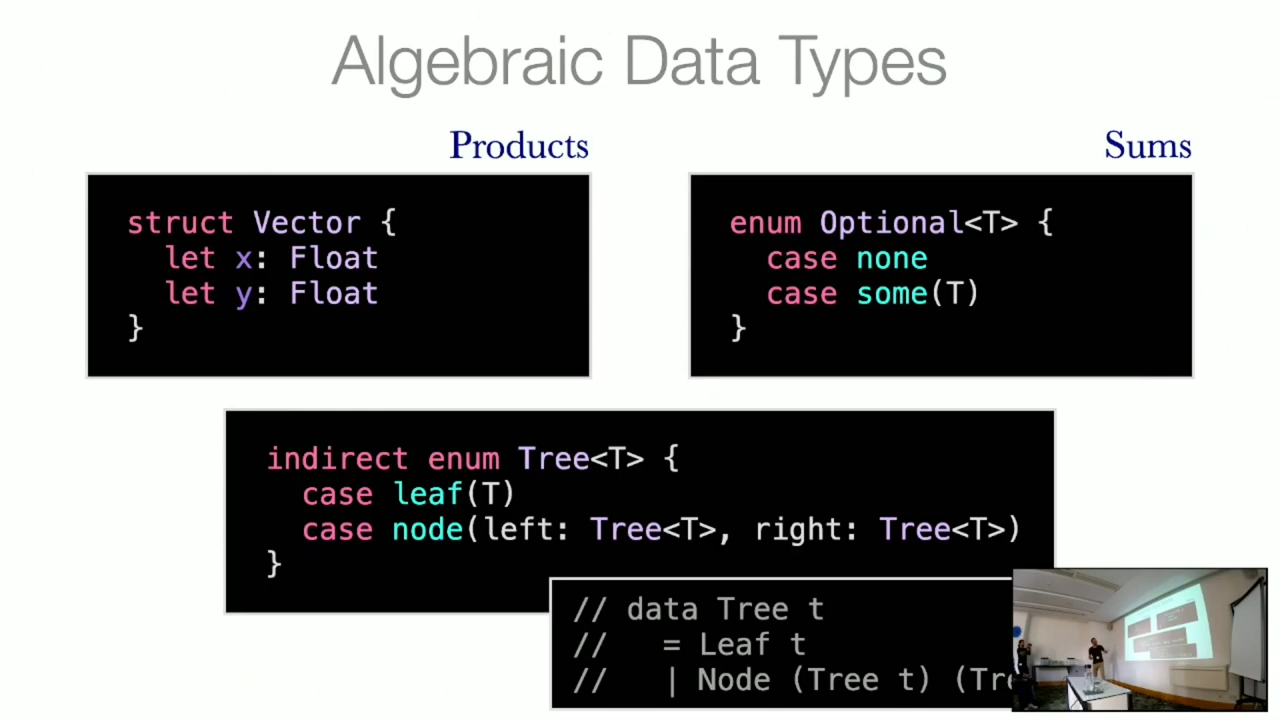 Algebraic Data Types
Products
struct Vector {
  let x: Float
  let y: Float
}
Sums
enum Optional<T> {
  case none
  case some(T)
}
indirect enum Tree<T> {
  case leaf(T)
  case node(left: Tree<T>, right: Tree<T>)
}
// data Tree t
//   = Leaf t
//   | Node (Tree t) (Tre